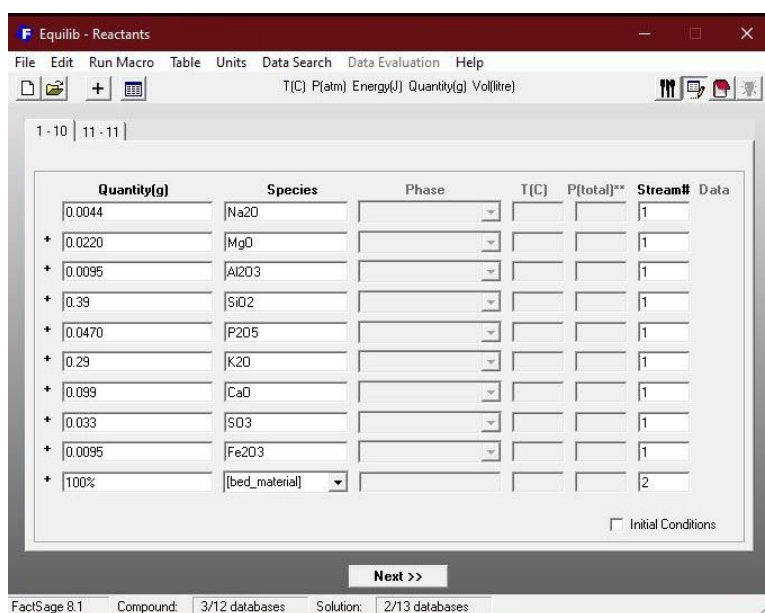 Equilib - Reactants
File Edit Run Macro Table Units Data Search Data Evaluation Help
T(C) P(atm) Energy(J) Quantity(g) Vol(litre)
1 - 10 11 - 11
Quantity(g) Species Phase T(C) P(total)** Stream# Data
0.0044 Na2O 1
+ 0.0220 MgO 1
+ 0.0095 Al2O3 1
+ 0.39 SiO2 1
+ 0.0470 P2O5 1
+ 0.29 K2O 1
+ 0.099 CaO 1
+ 0.033 SO3 1
+ 0.0095 Fe2O3 1
+ 100% [bed_material] 2
Initial Conditions
Next >>
FactSage 8.1 Compound: 3/12 databases Solution: 2/13 databases